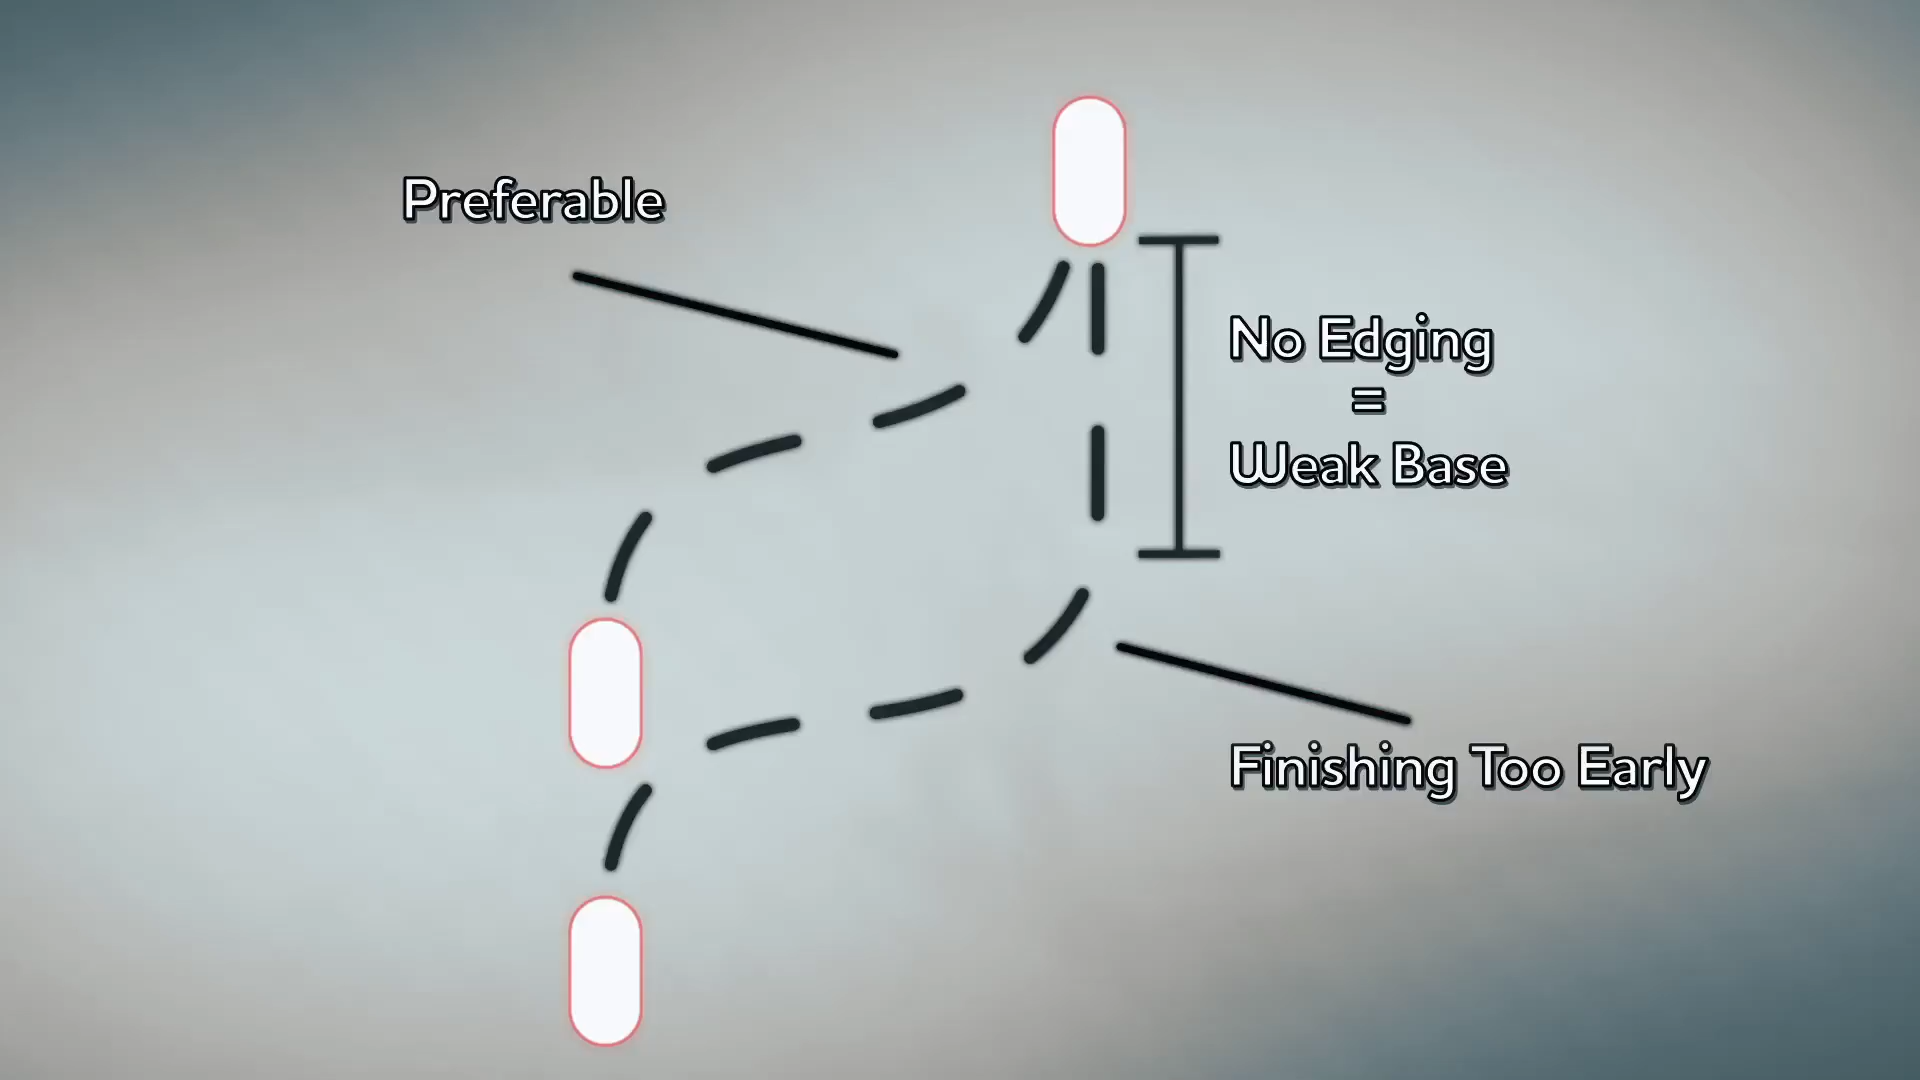 Preferable
No Edging
=
Weak Base
Finishing Too Early